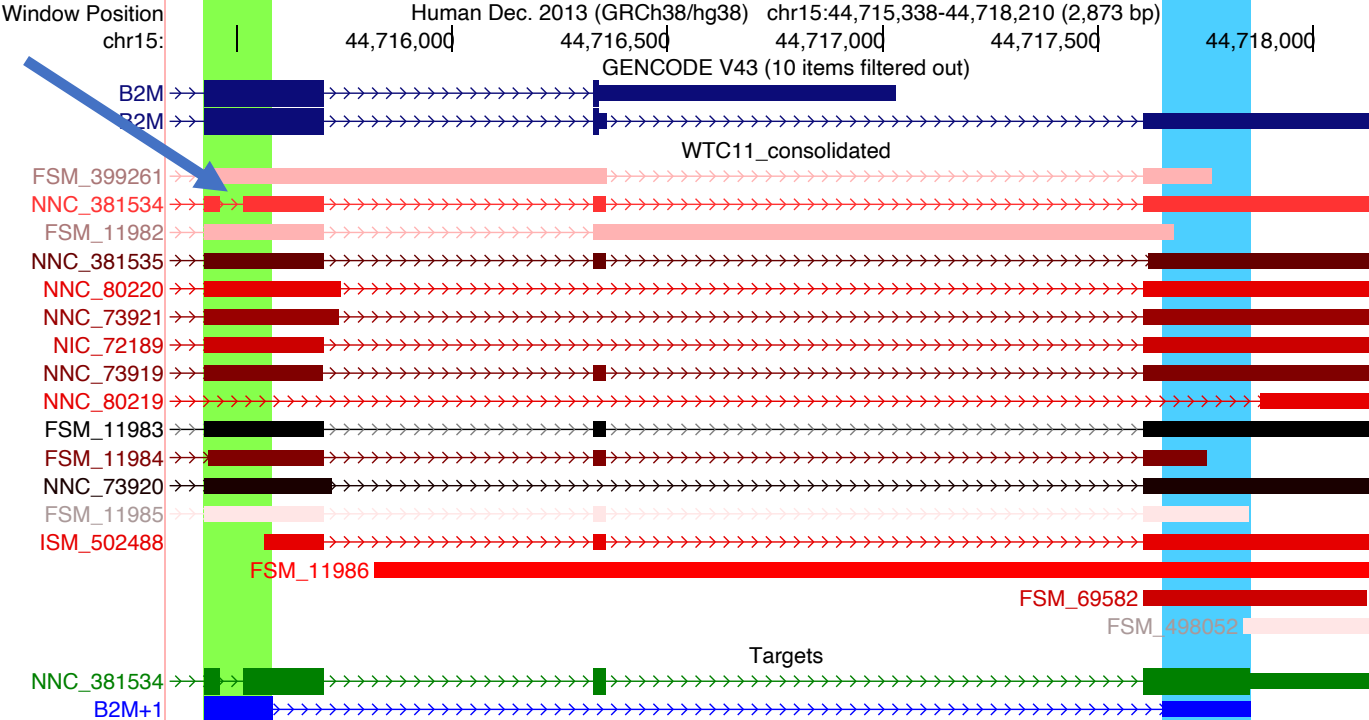 Window Position Human Dec. 2013 (GRCh38/hg38) chr15:44,715,338-44,718,210 (2,873 bp)
chr15: 44,716,000 44,716,500 44,717,000 44,717,500 44,718,000
GENCODE V43 (10 items filtered out)
B2M
B2M
WTC11_consolidated
FSM_399261
NNC_381534
FSM_11982
NNC_381535
NNC_80220
NNC_73921
NIC_72189
NNC_73919
NNC_80219
FSM_11983
FSM_11984
NNC_73920
FSM_11985
ISM_502488
FSM_11986
FSM_69582
FSM_498052
Targets
NNC_381534
B2M+1